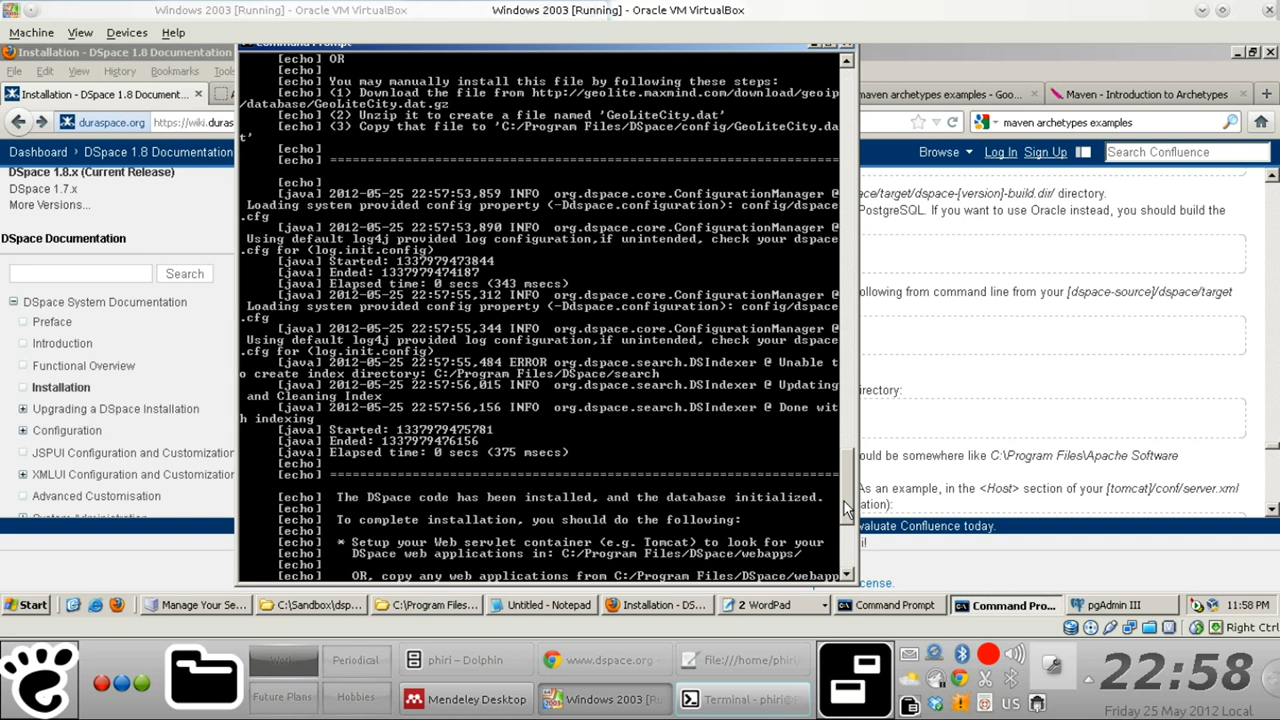 Windows 2003 [Running] - Oracle VM VirtualBox
Windows 2003 [Running] - Oracle VM VirtualBox
Machine View Devices Help
Installation - DSpace 1.8 Documentation
Command Prompt
File Edit View History Bookmarks Tools
Installation - DSpace 1.8 Document...
maven archetypes examples - Goo...
Maven - Introduction to Archetypes
duraspace.org
https://wiki.duras
maven archetypes examples
Dashboard > DSpace 1.8 Documentation
Browse Log In Sign Up Search Confluence
DSpace 1.8.x (Current Release)
DSpace 1.7.x
More Versions...
DSpace Documentation
Search
DSpace System Documentation
Preface
Introduction
Functional Overview
Installation
Upgrading a DSpace Installation
Configuration
JSPUI Configuration and Customization
XMLUI Configuration and Customization
Advanced Customisation
System Administration
[echo] OR
[echo]
[echo] You may manually install this file by following these steps:
[echo] (1) Download the file from http://geolite.maxmind.com/download/geoip
/database/GeoLiteCity.dat.gz
[echo] (2) Unzip it to create a file named 'GeoLiteCity.dat'
[echo] (3) Copy that file to 'C:/Program Files/DSpace/config/GeoLiteCity.da
t'
[echo]
[echo] ===========================================================
[echo]
[java] 2012-05-25 22:57:53,859 INFO org.dspace.core.ConfigurationManager @
Loading system provided config property (-Ddspace.configuration): config/dspace
.cfg
[java] 2012-05-25 22:57:53,890 INFO org.dspace.core.ConfigurationManager @
Using default log4j provided log configuration,if unintended, check your dspace
.cfg for (log.init.config)
[java] Started: 1337979473844
[java] Ended: 1337979474187
[java] Elapsed time: 0 secs (343 msecs)
[java] 2012-05-25 22:57:55,312 INFO org.dspace.core.ConfigurationManager @
Loading system provided config property (-Ddspace.configuration): config/dspace
.cfg
[java] 2012-05-25 22:57:55,344 INFO org.dspace.core.ConfigurationManager @
Using default log4j provided log configuration,if unintended, check your dspace
.cfg for (log.init.config)
[java] 2012-05-25 22:57:55,484 ERROR org.dspace.search.DSIndexer @ Unable t
o create index directory: C:/Program Files/DSpace/search
[java] 2012-05-25 22:57:56,015 INFO org.dspace.search.DSIndexer @ Updating
and Cleaning Index
[java] 2012-05-25 22:57:56,156 INFO org.dspace.search.DSIndexer @ Done wit
h indexing
[java] Started: 1337979475781
[java] Ended: 1337979476156
[java] Elapsed time: 0 secs (375 msecs)
[echo]
[echo] ===========================================================
[echo]
[echo] The DSpace code has been installed, and the database initialized.
[echo]
[echo] To complete installation, you should do the following:
[echo]
[echo] * Setup your Web servlet container (e.g. Tomcat) to look for your
[echo] DSpace web applications in: C:/Program Files/DSpace/webapps/
[echo]
[echo] OR, copy any web applications from C:/Program Files/DSpace/webapp
ce/target/dspace-[version]-build.dir/ directory.
PostgreSQL. If you want to use Oracle instead, you should build the
ollowing from command line from your [dspace-source]/dspace/target
directory:
ould be somewhere like C:\Program Files\Apache Software
As an example, in the <Host> section of your [tomcat]/conf/server.xml
ation):
valuate Confluence today.
i!
cense.
Start
Manage Your Se...
C:\Sandbox\dsp...
C:\Program Files...
Untitled - Notepad
Installation - DS...
2 WordPad
Command Prompt
Command Pro...
pgAdmin III
11:58 PM
Right Ctrl
Work
Periodical
phiri – Dolphin
www.dspace.org
file:///home/phiri
Future Plans
Hobbies
Mendeley Desktop
Windows 2003 [Ru
Terminal - phiri@
US
22:58
Friday 25 May 2012 Local